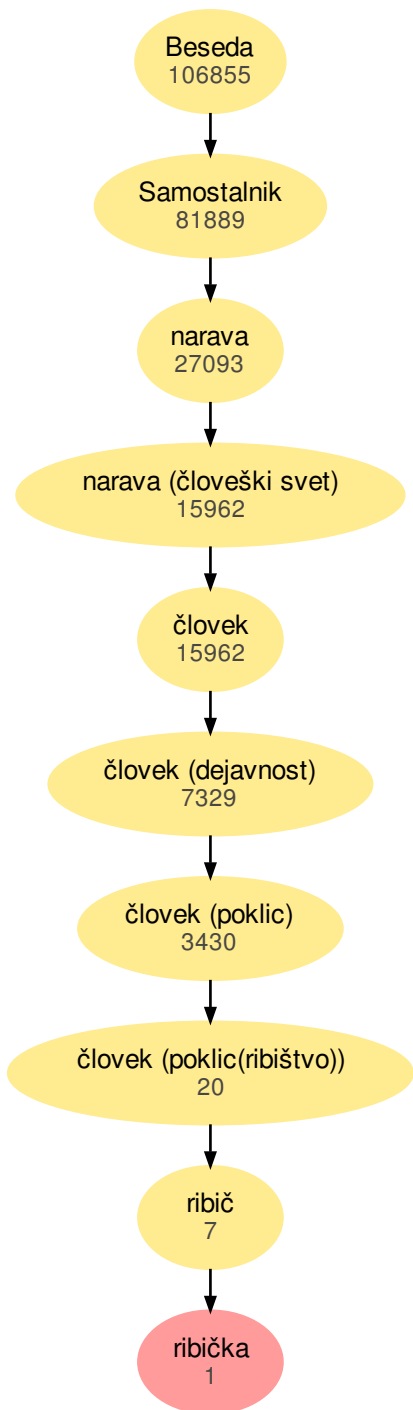 Beseda
106855
Samostalnik
81889
narava
27093
narava (človeški svet)
15962
človek
15962
človek (dejavnost)
7329
človek (poklic)
3430
človek (poklic(ribištvo))
20
ribič
7
ribička
1